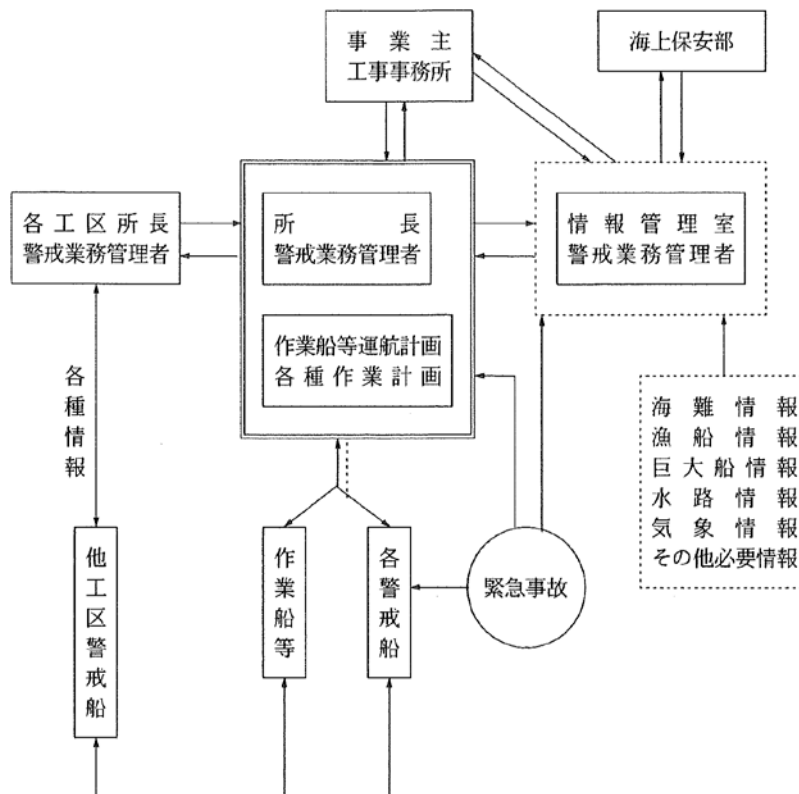 事業主
工事事務所
海上保安部
各工区所長
警戒業務管理者
所長
警戒業務管理者
情報管理室
警戒業務管理者
作業船等運航計画
各種作業計画
各種情報
海難情報
漁船情報
巨大船情報
水路情報
気象情報
その他必要情報
他工区警戒船
作業船等
各警戒船
緊急事故